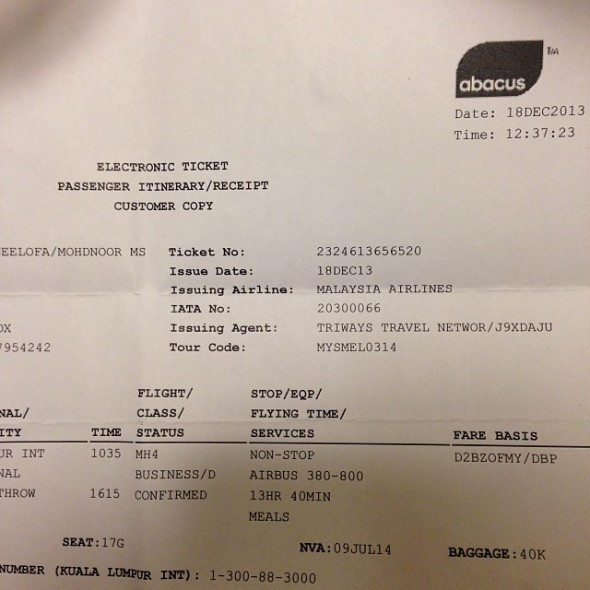 abacus TM
Date: 18DEC2013
Time: 12:37:23
ELECTRONIC TICKET
PASSENGER ITINERARY/RECEIPT
CUSTOMER COPY
EELOFA/MOHDNOOR MS Ticket No: 2324613656520
Issue Date: 18DEC13
Issuing Airline: MALAYSIA AIRLINES
IATA No: 20300066
OX Issuing Agent: TRIWAYS TRAVEL NETWOR/J9XDAJU
7954242 Tour Code: MYSMEL0314
FLIGHT/ STOP/EQP/
NAL/ CLASS/ FLYING TIME/
ITY TIME STATUS SERVICES FARE BASIS
UR INT 1035 MH4 NON-STOP D2BZOFMY/DBP
NAL BUSINESS/D AIRBUS 380-800
THROW 1615 CONFIRMED 13HR 40MIN
MEALS
SEAT:17G NVA:09JUL14 BAGGAGE:40K
NUMBER (KUALA LUMPUR INT): 1-300-88-3000